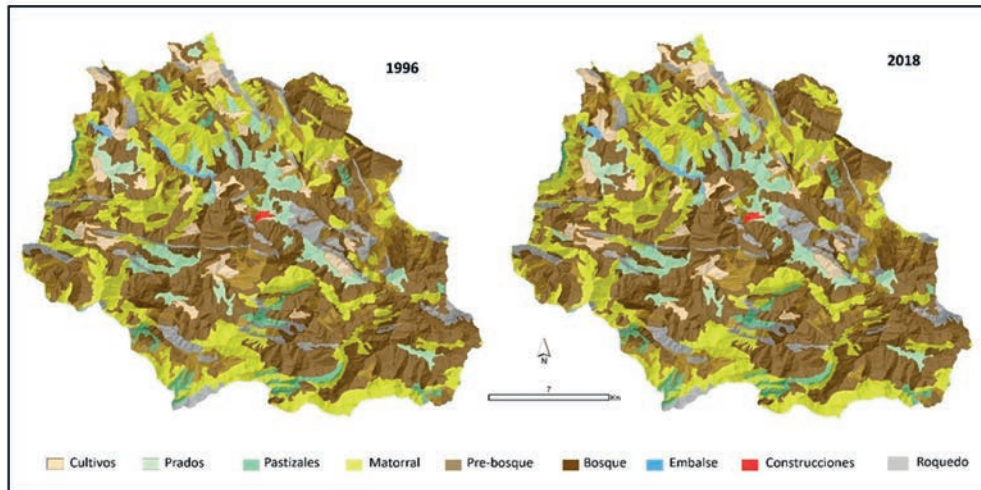 1996
2018
N
7
Km
Cultivos Prados Pastizales Matorral Pre-bosque Bosque Embalse Construcciones Roquedo